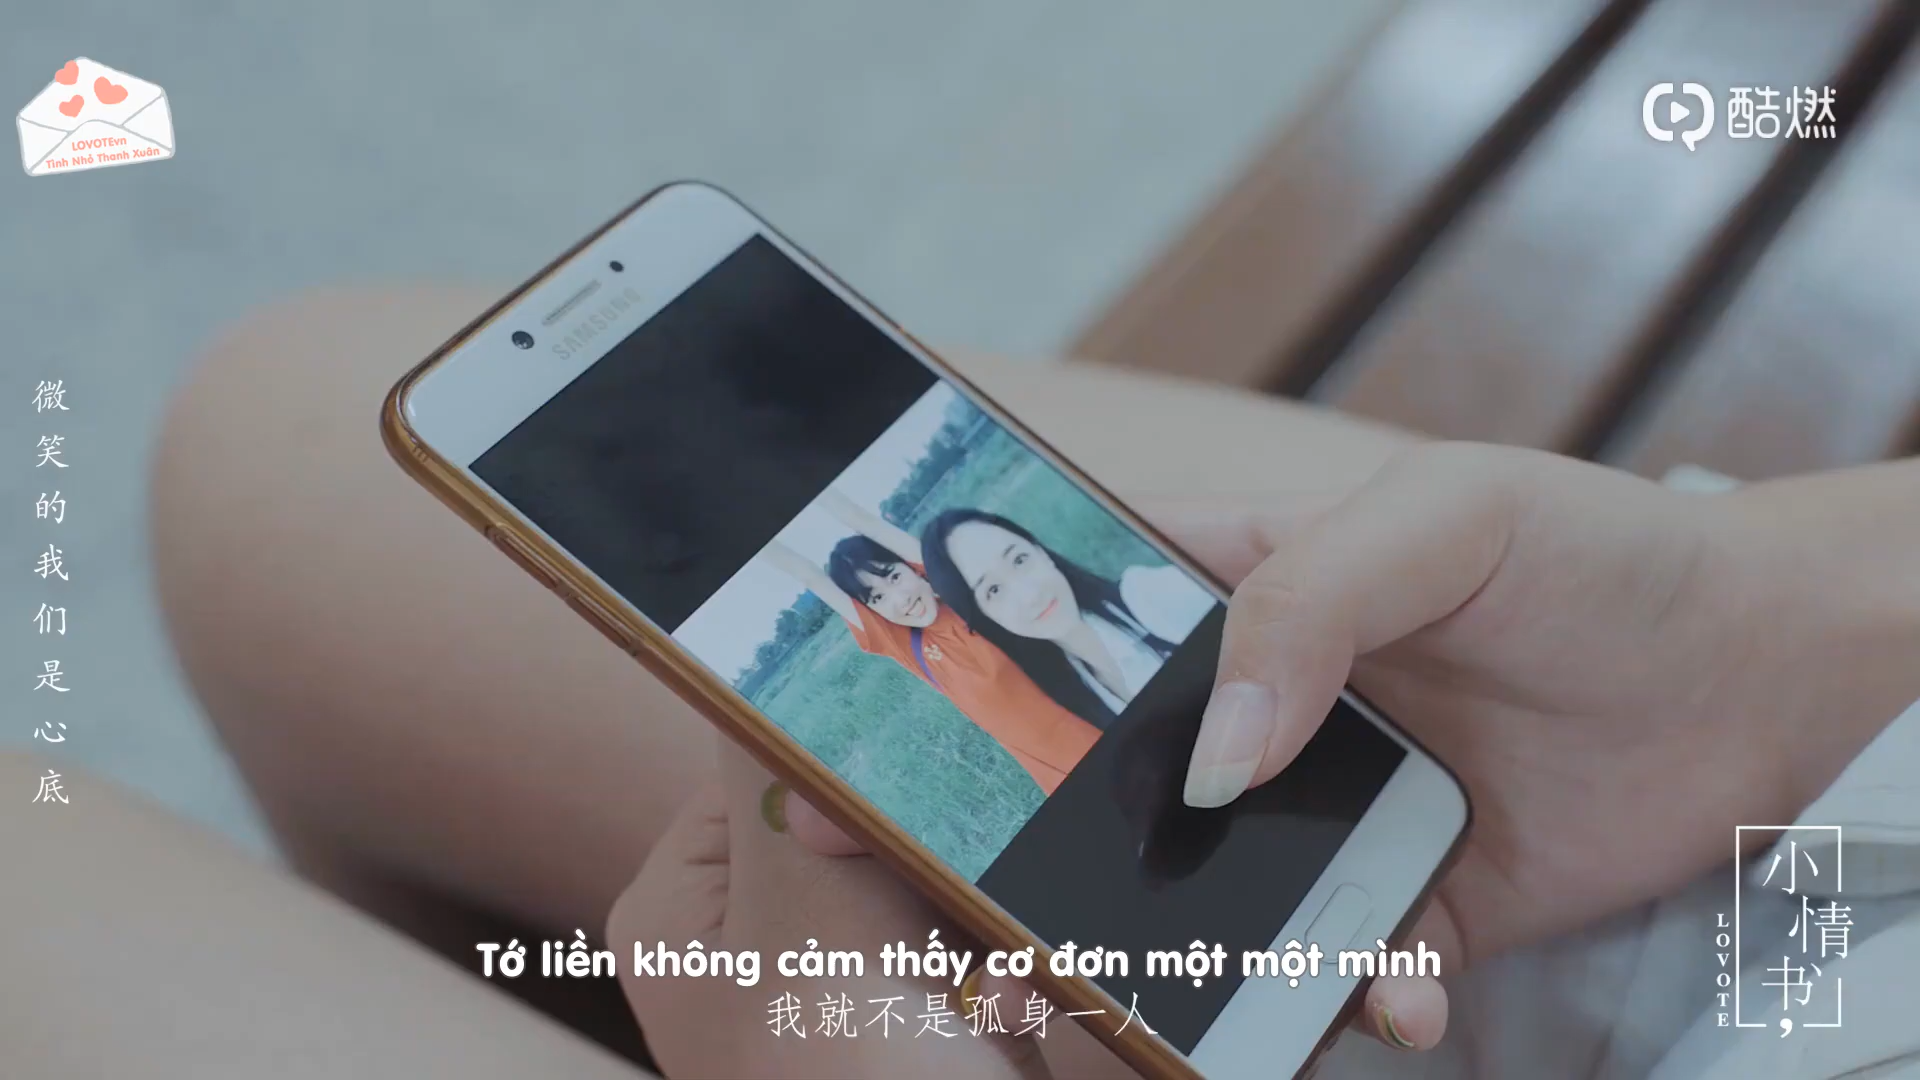 LOVOTEvn
Tình Nhỏ Thanh Xuân
酷燃
SAMSUNG
微笑的我们是心底
Tớ liền không cảm thấy cơ đơn một một mình
我就不是孤身一人
小情书,
LOVOTE